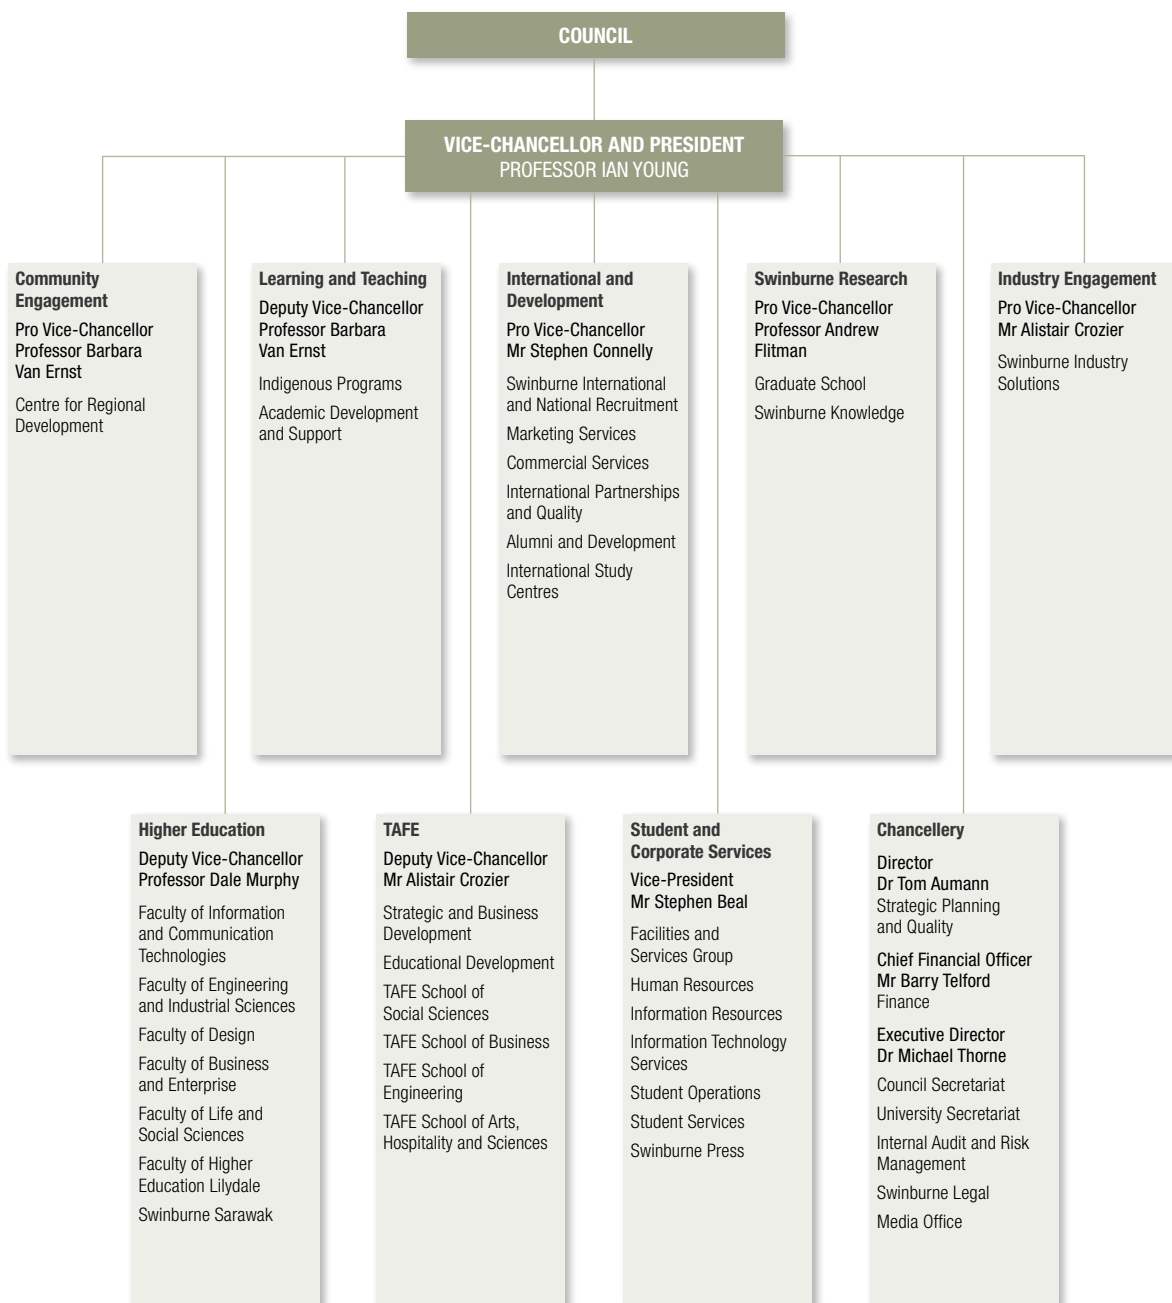 COUNCIL
VICE-CHANCELLOR AND PRESIDENT
PROFESSOR IAN YOUNG
Community
Engagement
Pro Vice-Chancellor
Professor Barbara
Van Ernst
Centre for Regional
Development
Learning and Teaching
Deputy Vice-Chancellor
Professor Barbara
Van Ernst
Indigenous Programs
Academic Development
and Support
International and
Development
Pro Vice-Chancellor
Mr Stephen Connelly
Swinburne International
and National Recruitment
Marketing Services
Commercial Services
International Partnerships
and Quality
Alumni and Development
International Study
Centres
Swinburne Research
Pro Vice-Chancellor
Professor Andrew
Flitman
Graduate School
Swinburne Knowledge
Industry Engagement
Pro Vice-Chancellor
Mr Alistair Crozier
Swinburne Industry
Solutions
Higher Education
Deputy Vice-Chancellor
Professor Dale Murphy
Faculty of Information
and Communication
Technologies
Faculty of Engineering
and Industrial Sciences
Faculty of Design
Faculty of Business
and Enterprise
Faculty of Life and
Social Sciences
Faculty of Higher
Education Lilydale
Swinburne Sarawak
TAFE
Deputy Vice-Chancellor
Mr Alistair Crozier
Strategic and Business
Development
Educational Development
TAFE School of
Social Sciences
TAFE School of Business
TAFE School of
Engineering
TAFE School of Arts,
Hospitality and Sciences
Student and
Corporate Services
Vice-President
Mr Stephen Beal
Facilities and
Services Group
Human Resources
Information Resources
Information Technology
Services
Student Operations
Student Services
Swinburne Press
Chancellery
Director
Dr Tom Aumann
Strategic Planning
and Quality
Chief Financial Officer
Mr Barry Telford
Finance
Executive Director
Dr Michael Thorne
Council Secretariat
University Secretariat
Internal Audit and Risk
Management
Swinburne Legal
Media Office